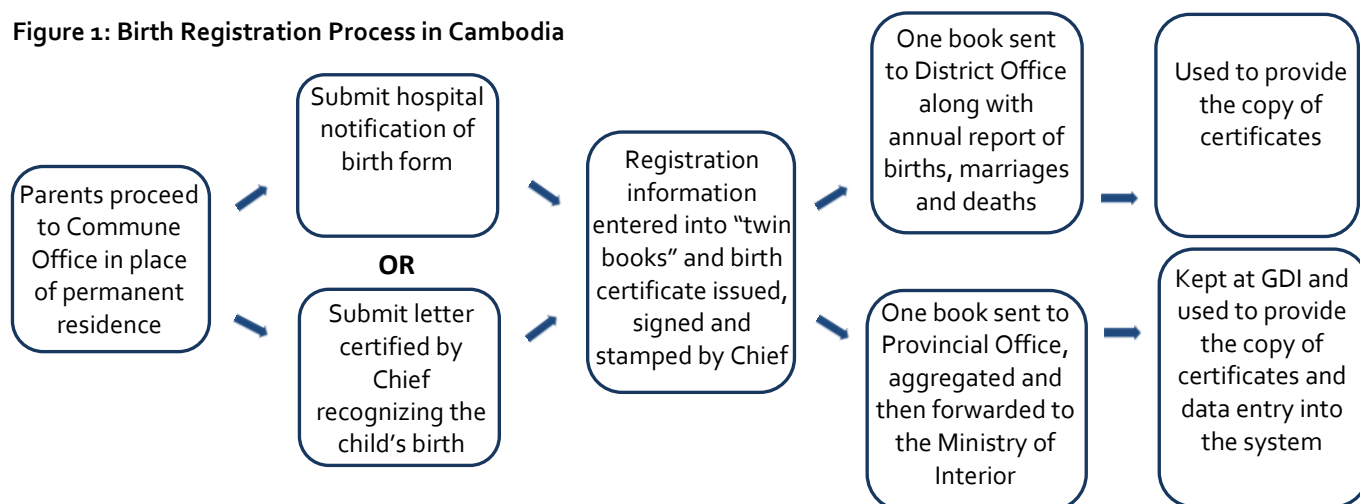 Figure 1: Birth Registration Process in Cambodia
Parents proceed
to Commune
Office in place
of permanent
residence
Submit hospital
notification of
birth form
OR
Submit letter
certified by
Chief
recognizing the
child's birth
Registration
information
entered into "twin
books" and birth
certificate issued,
signed and
stamped by Chief
One book sent
to District Office
along with
annual report of
births, marriages
and deaths
Used to provide
the copy of
certificates
One book sent to
Provincial Office,
aggregated and
then forwarded to
the Ministry of
Interior
Kept at GDI and
used to provide
the copy of
certificates and
data entry into
the system